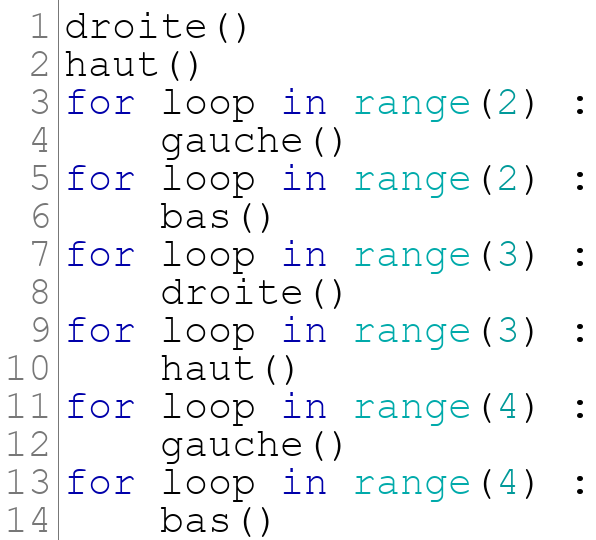 1 droite()
2 haut()
3 for loop in range(2) :
4     gauche()
5 for loop in range(2) :
6     bas()
7 for loop in range(3) :
8     droite()
9 for loop in range(3) :
10     haut()
11 for loop in range(4) :
12     gauche()
13 for loop in range(4) :
14     bas()